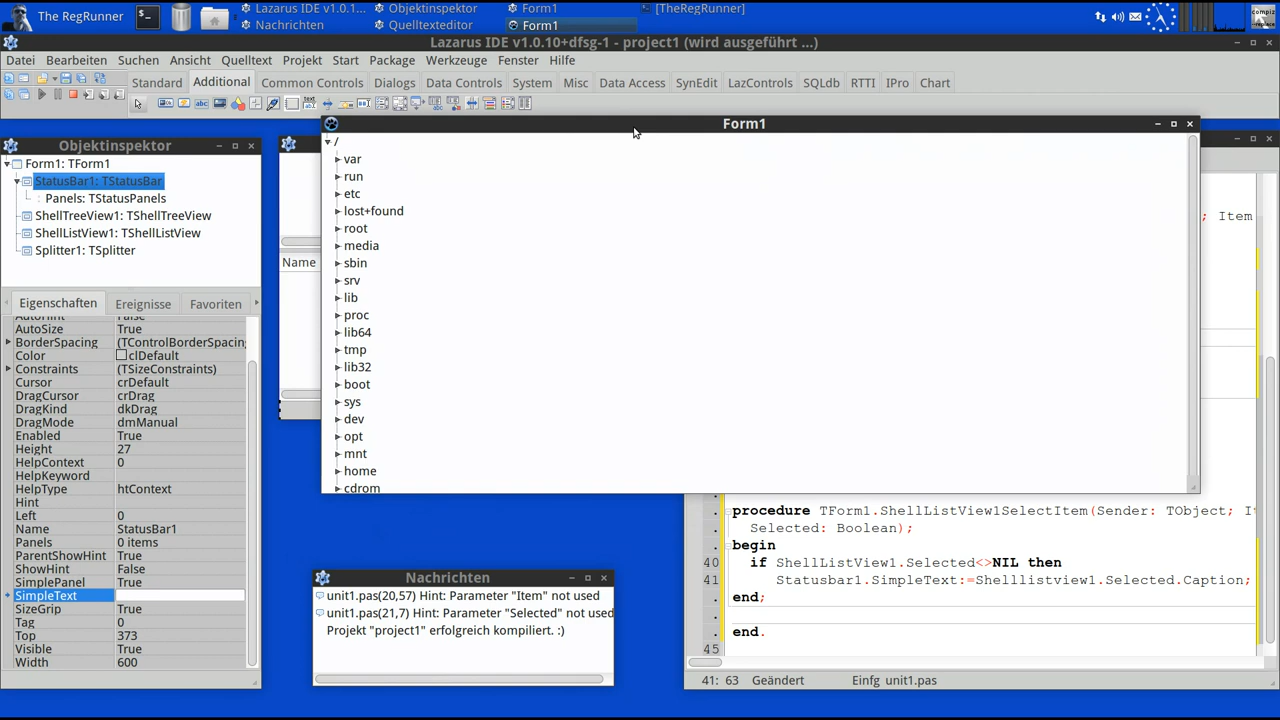 The RegRunner
Lazarus IDE v1.0.1...
Nachrichten
Objektinspektor
Quelltexteditor
Form1
Form1
[TheRegRunner]
compiz
--replace
Lazarus IDE v1.0.10+dfsg-1 - project1 (wird ausgeführt ...)
Datei Bearbeiten Suchen Ansicht Quelltext Projekt Start Package Werkzeuge Fenster Hilfe
Standard Additional Common Controls Dialogs Data Controls System Misc Data Access SynEdit LazControls SQLdb RTTI IPro Chart
Objektinspektor
Form1: TForm1
StatusBar1: TStatusBar
Panels: TStatusPanels
ShellTreeView1: TShellTreeView
ShellListView1: TShellListView
Splitter1: TSplitter
Eigenschaften Ereignisse Favoriten
AutoHint False
AutoSize True
BorderSpacing (TControlBorderSpacing
Color clDefault
Constraints (TSizeConstraints)
Cursor crDefault
DragCursor crDrag
DragKind dkDrag
DragMode dmManual
Enabled True
Height 27
HelpContext 0
HelpKeyword
HelpType htContext
Hint
Left 0
Name StatusBar1
Panels 0 items
ParentShowHint True
ShowHint False
SimplePanel True
SimpleText
SizeGrip True
Tag 0
Top 373
Visible True
Width 600
Name
Form1
/
var
run
etc
lost+found
root
media
sbin
srv
lib
proc
lib64
tmp
lib32
boot
sys
dev
opt
mnt
home
cdrom
; Item
procedure TForm1.ShellListView1SelectItem(Sender: TObject; It
Selected: Boolean);
begin
40 if ShellListView1.Selected<>NIL then
41 Statusbar1.SimpleText:=Shelllistview1.Selected.Caption;
end;
end.
45
41: 63 Geändert Einfg unit1.pas
Nachrichten
unit1.pas(20,57) Hint: Parameter "Item" not used
unit1.pas(21,7) Hint: Parameter "Selected" not used
Projekt "project1" erfolgreich kompiliert. :)